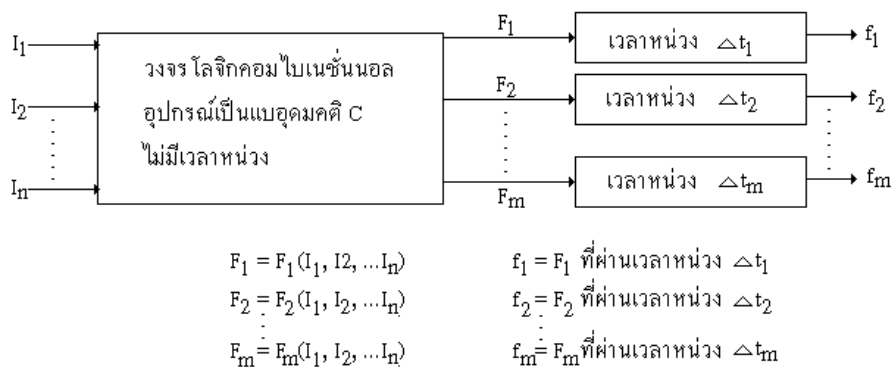 I1
I2
In
วงจรโลจิกคอมไบเนชั่นนอล
อุปกรณ์เป็นแบอุดมคติ C
ไม่มีเวลาหน่วง
F1
F2
Fm
เวลาหน่วง △t1
เวลาหน่วง △t2
เวลาหน่วง △tm
f1
f2
fm
F1 = F1(I1, I2, ...In)
f1 = F1 ที่ผ่านเวลาหน่วง △t1
F2 = F2(I1, I2, ...In)
f2 = F2 ที่ผ่านเวลาหน่วง △t2
Fm = Fm(I1, I2, ...In)
fm = Fm ที่ผ่านเวลาหน่วง △tm